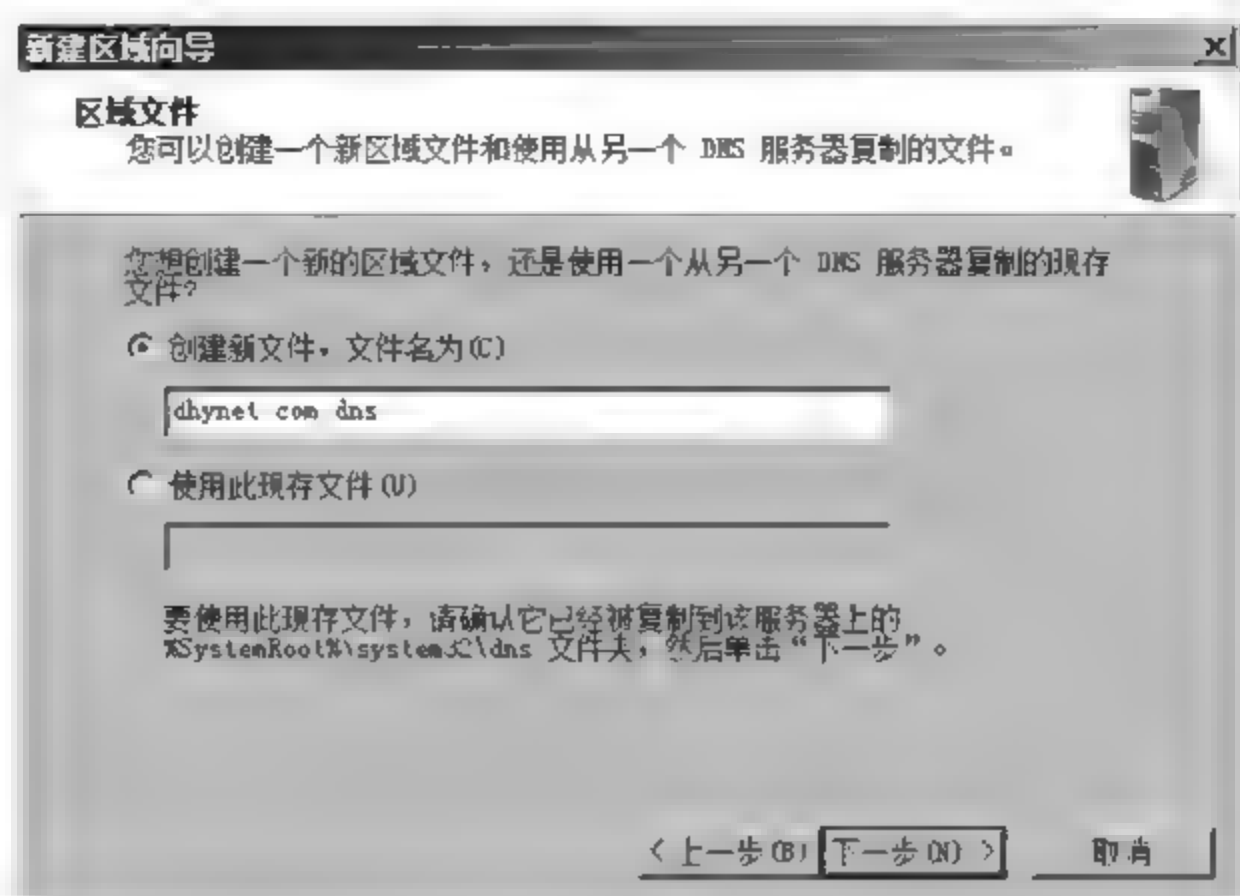 新建区域向导
区域文件
您可以创建一个新区域文件和使用从另一个 DNS 服务器复制的文件。
您想创建一个新的区域文件，还是使用一个从另一个 DNS 服务器复制的现存
文件?
创建新文件，文件名为(C)
dhynet com dns
使用此现存文件(U)
要使用此现存文件，请确认它已经被复制到该服务器上的
%SystemRoot%\system32\dns 文件夹，然后单击“下一步”。
< 上一步(B) 下一步(N) > 取消